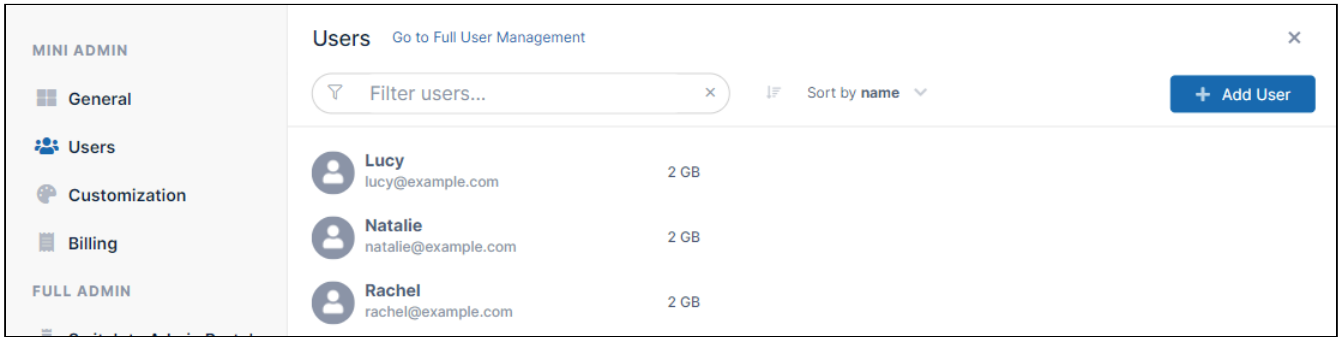 MINI ADMIN
General
Users
Customization
Billing
FULL ADMIN
Users Go to Full User Management
Filter users...
Sort by name
Add User
Lucy
lucy@example.com
2 GB
Natalie
natalie@example.com
2 GB
Rachel
rachel@example.com
2 GB